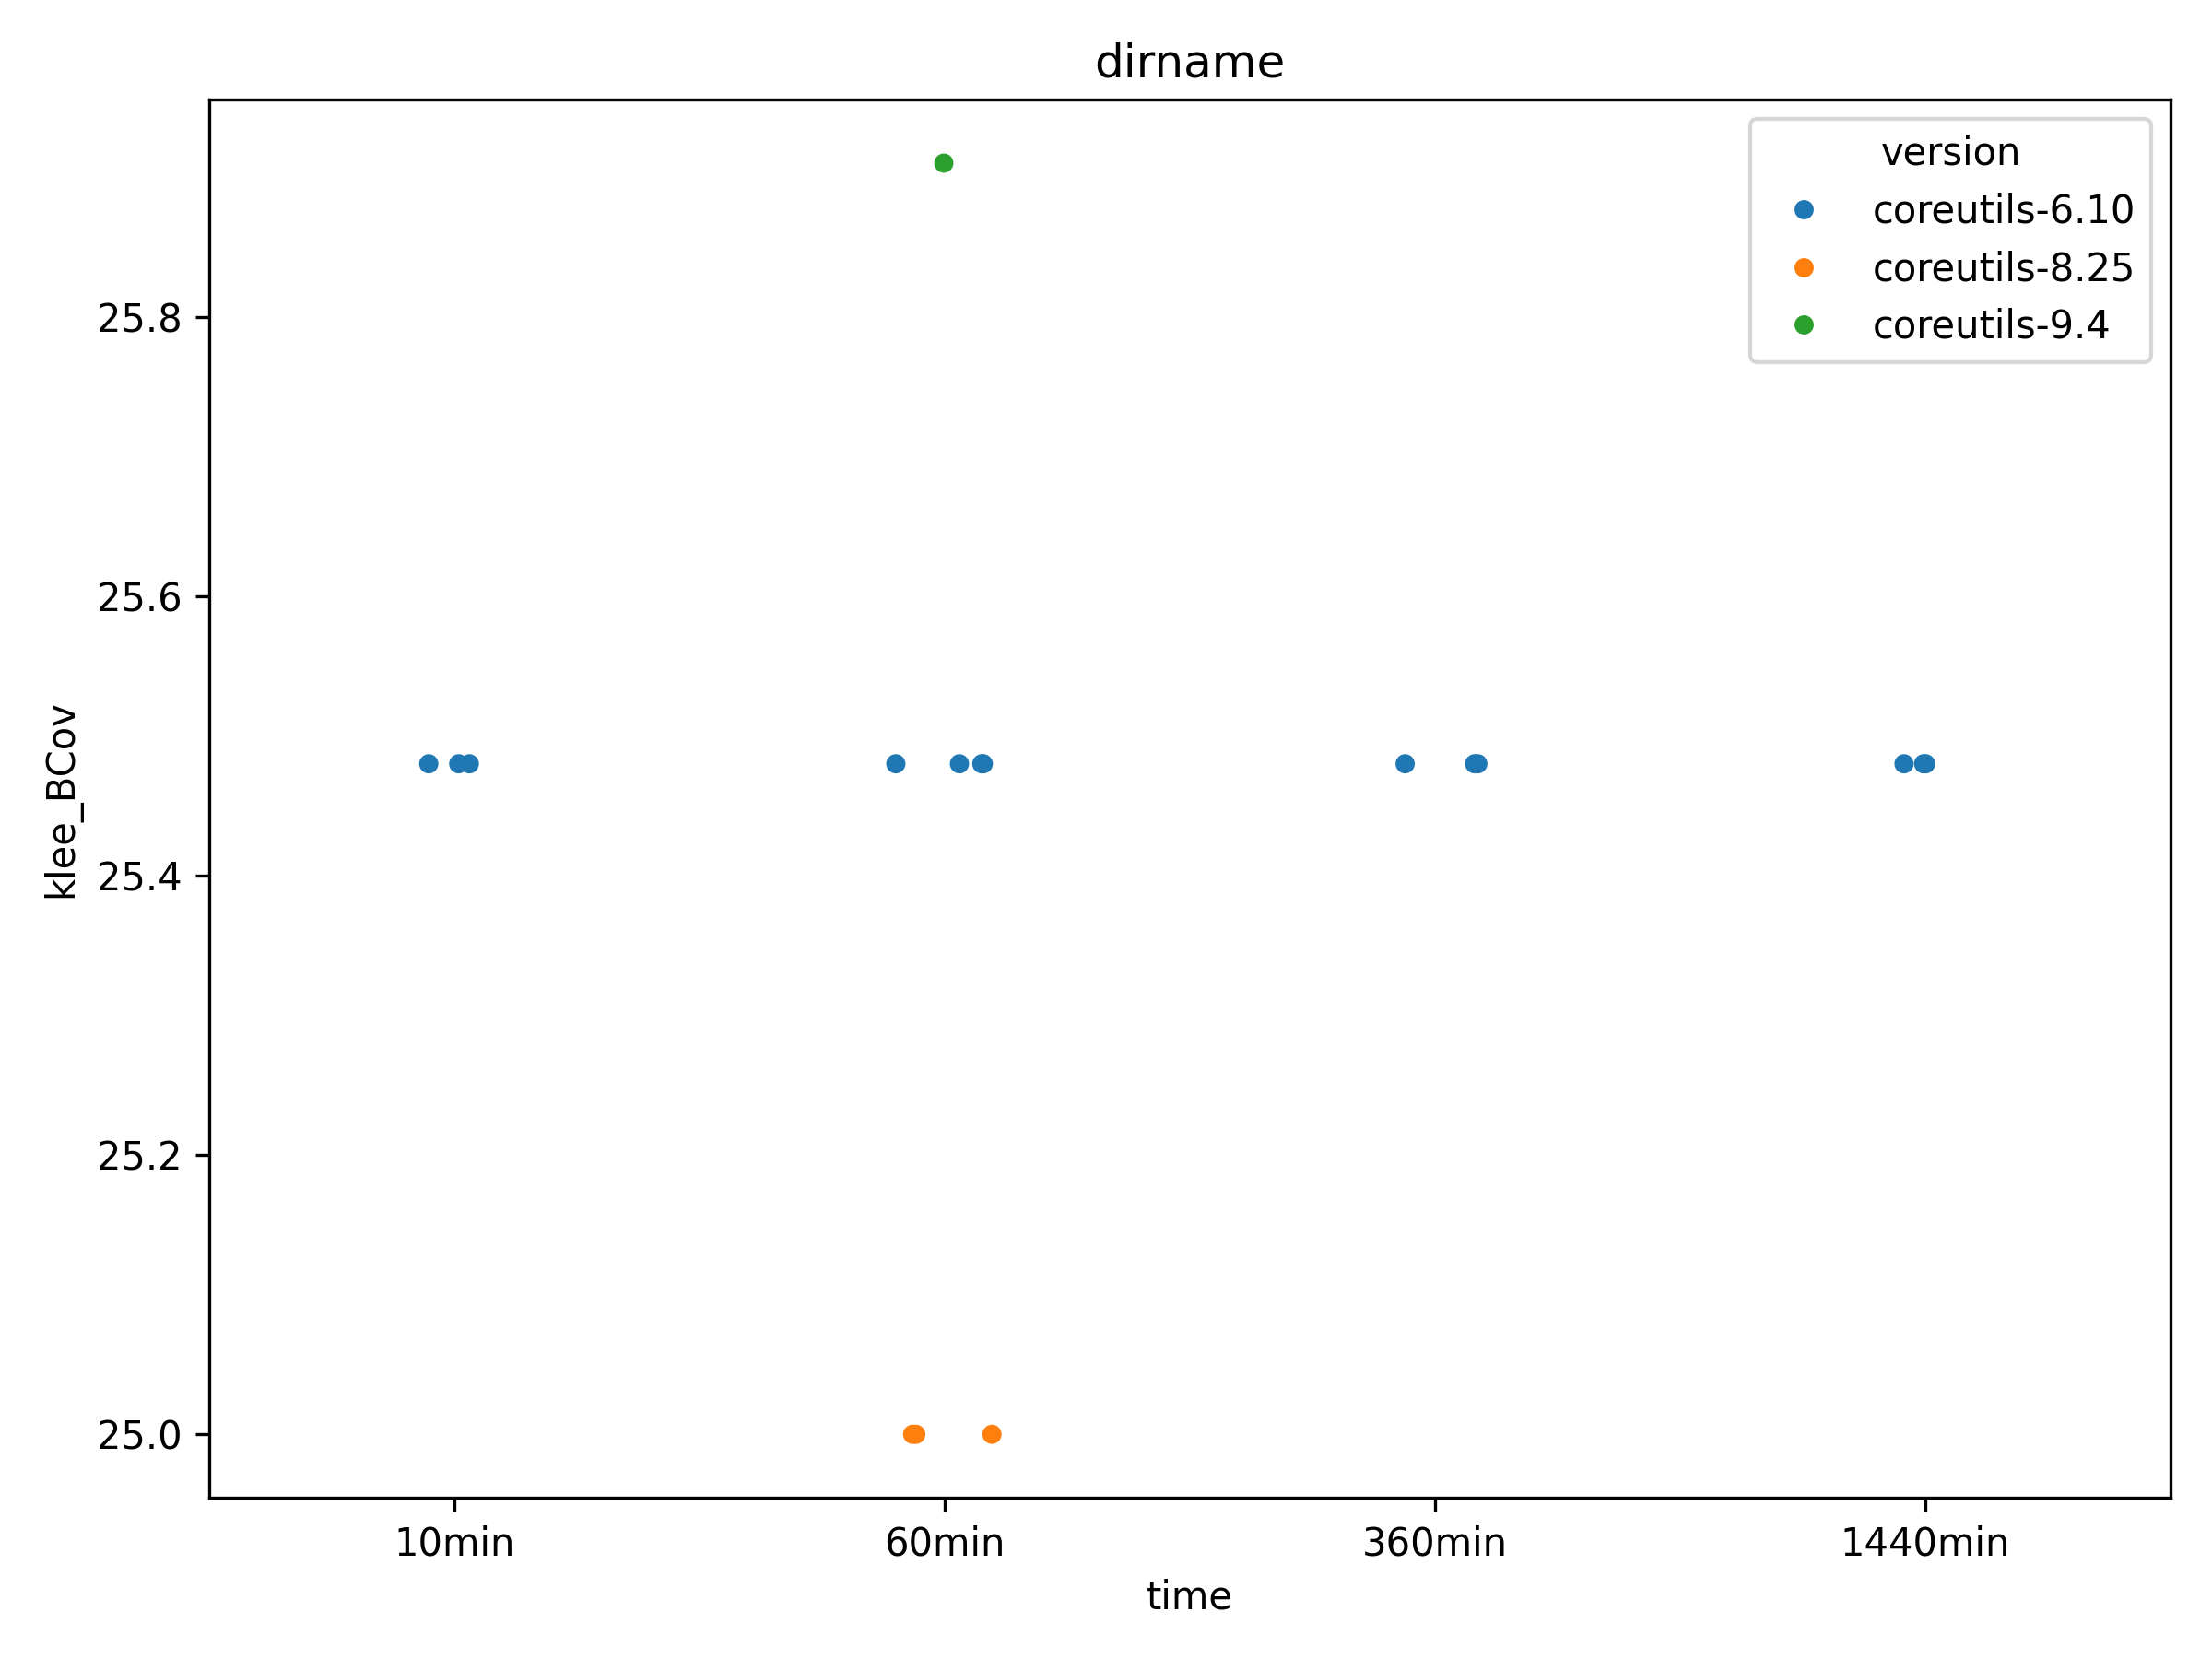 dirname
version
coreutils-6.10
coreutils-8.25
coreutils-9.4
klee_BCov
25.8
25.6
25.4
25.2
25.0
10min
60min
360min
1440min
time